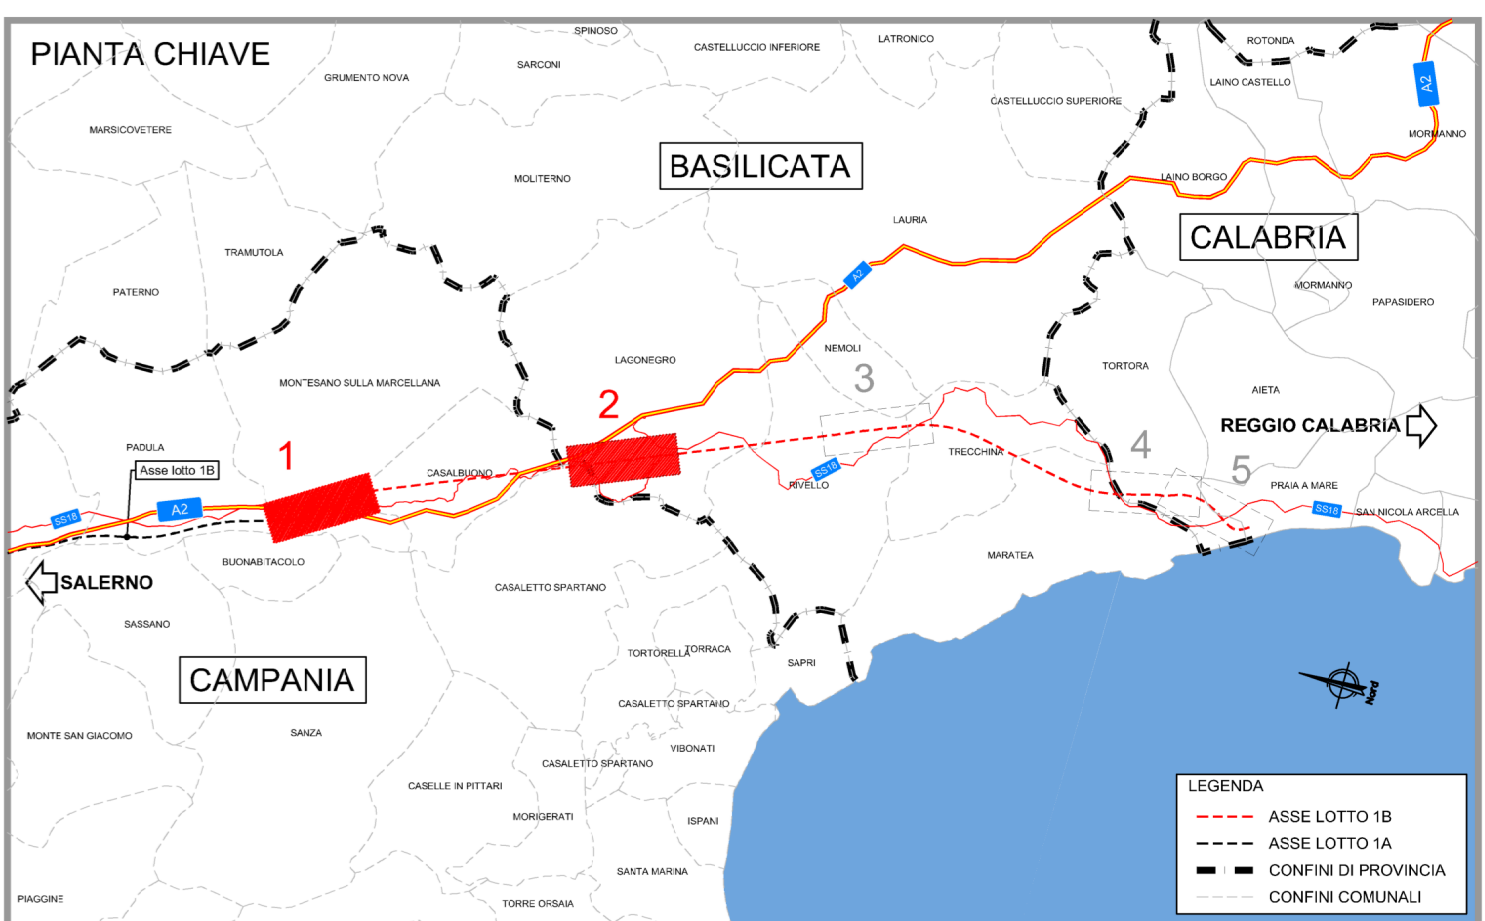 PIANTA CHIAVE
SPINOSO
CASTELLUCCIO INFERIORE
LATRONICO
ROTONDA
SARCONI
GRUMENTO NOVA
LAINO CASTELLO
A2
CASTELLUCCIO SUPERIORE
MARSICOVETERE
MORMANNO
BASILICATA
MOLITERNO
LAINO BORGO
LAURIA
CALABRIA
TRAMUTOLA
A2
MORMANNO
PATERNO
PAPASIDERO
NEMOLI
LAGONEGRO
TORTORA
3
MONTESANO SULLA MARCELLANA
AIETA
2
REGGIO CALABRIA
PADULA
1
4
TRECCHINA
Asse lotto 1B
CASALBUONO
SS18
5
RIVELLO
PRAIA A MARE
A2
SS18
SAN NICOLA ARCELLA
SS18
MARATEA
BUONABITACOLO
SALERNO
CASALETTO SPARTANO
SASSANO
TORTORELLA
TORRACA
SAPRI
CAMPANIA
Nord
CASALETTO SPARTANO
MONTE SAN GIACOMO
SANZA
VIBONATI
CASALETTO SPARTANO
CASELLE IN PITTARI
LEGENDA
MORIGERATI
ISPANI
ASSE LOTTO 1B
ASSE LOTTO 1A
SANTA MARINA
CONFINI DI PROVINCIA
PIAGGINE
TORRE ORSAIA
CONFINI COMUNALI